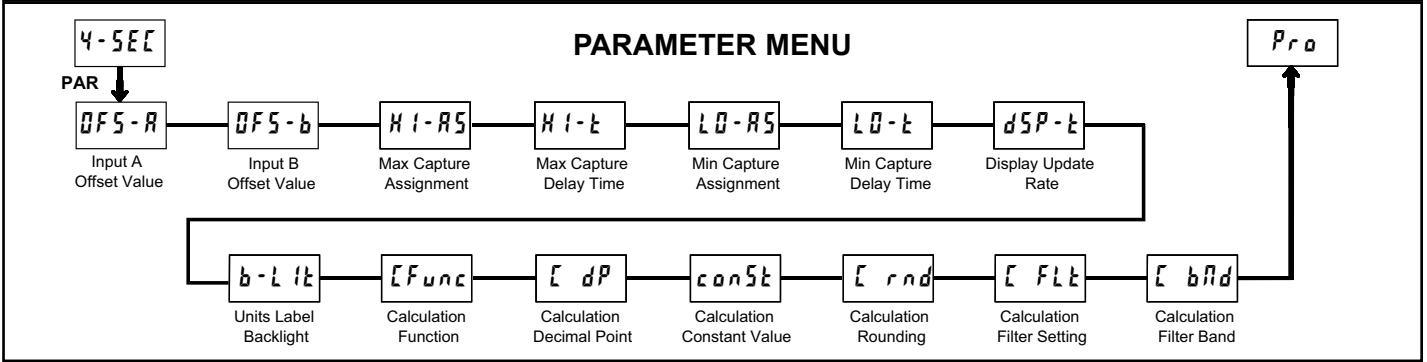 4-SEC
PARAMETER MENU
Pro
PAR
OFS-A
OFS-b
HI-AS
HI-t
LO-AS
LO-t
dSP-t
Input A
Offset Value
Input B
Offset Value
Max Capture
Assignment
Max Capture
Delay Time
Min Capture
Assignment
Min Capture
Delay Time
Display Update
Rate
b-LIt
CFunc
C dP
conSt
C rnd
C FLt
C bNd
Units Label
Backlight
Calculation
Function
Calculation
Decimal Point
Calculation
Constant Value
Calculation
Rounding
Calculation
Filter Setting
Calculation
Filter Band